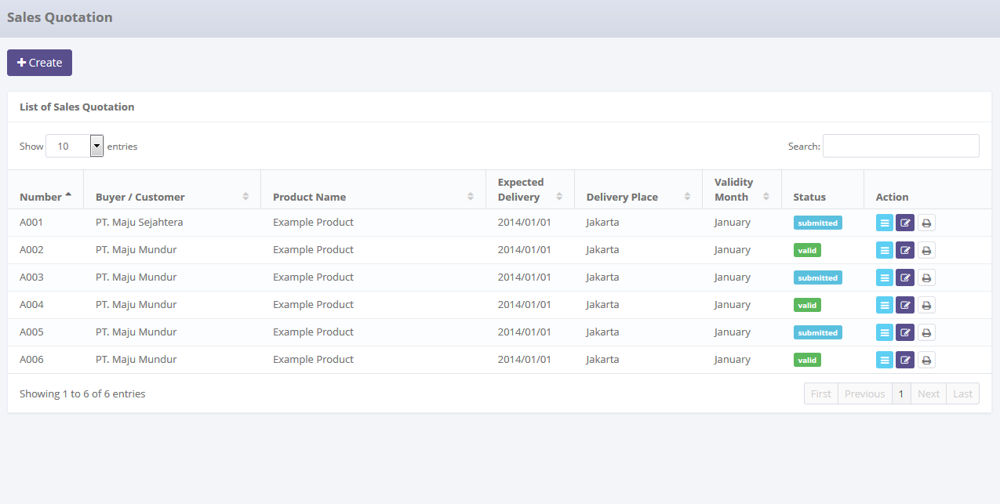 Sales Quotation
Create
List of Sales Quotation
Show 10 entries Search:
Number Buyer / Customer Product Name Expected Delivery Delivery Place Validity Month Status Action
A001 PT. Maju Sejahtera Example Product 2014/01/01 Jakarta January submitted
A002 PT. Maju Mundur Example Product 2014/01/01 Jakarta January valid
A003 PT. Maju Mundur Example Product 2014/01/01 Jakarta January submitted
A004 PT. Maju Mundur Example Product 2014/01/01 Jakarta January valid
A005 PT. Maju Mundur Example Product 2014/01/01 Jakarta January submitted
A006 PT. Maju Mundur Example Product 2014/01/01 Jakarta January valid
Showing 1 to 6 of 6 entries First Previous 1 Next Last